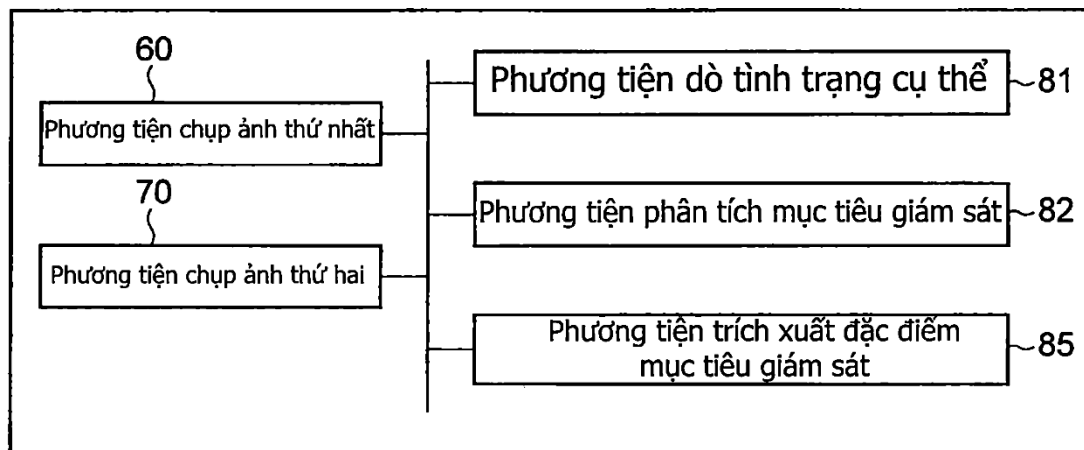 60
Phương tiện chụp ảnh thứ nhất
70
Phương tiện chụp ảnh thứ hai
Phương tiện dò tình trạng cụ thể
81
Phương tiện phân tích mục tiêu giám sát
82
Phương tiện trích xuất đặc điểm
mục tiêu giám sát
85